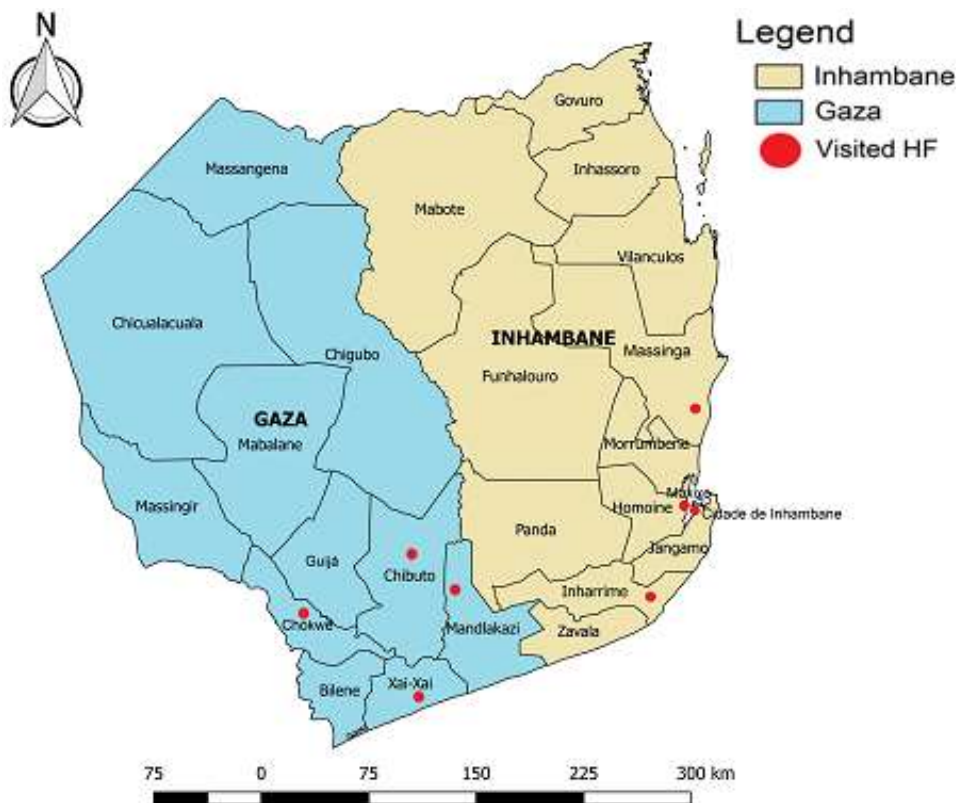 N
Legend
Inhambane
Gaza
Visited HF
Govuro
Massangena
Inhassoro
Mabote
Vilanculos
Chicualacuala
INHAMBANE
Massinga
Chigubo
Funhalouro
GAZA
Mabalane
Morrumbene
Massingir
Homoine
Cidade de Inhambane
Panda
Jangamo
Guijá
Chibuto
Inharrime
Chokwe
Mandlakazi
Zavala
Bilene
Xai-Xai
75 0 75 150 225 300 km